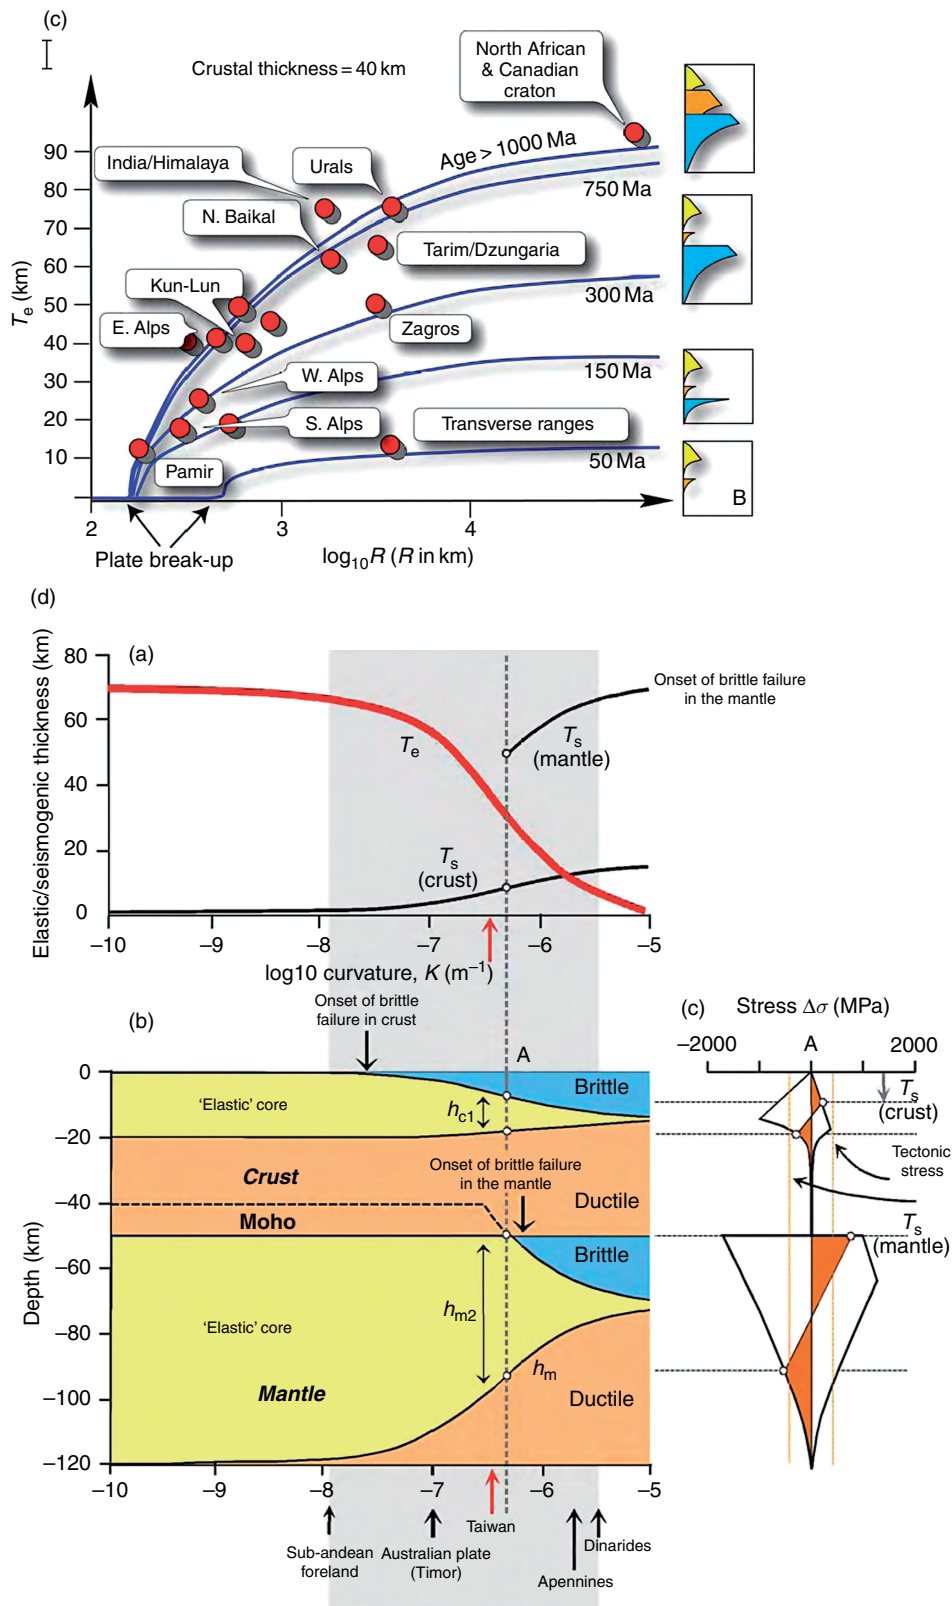 (c)
Crustal thickness = 40 km
North African
& Canadian
craton
Age > 1000 Ma
India/Himalaya
Urals
750 Ma
N. Baikal
Tarim/Dzungaria
Kun-Lun
300 Ma
E. Alps
Zagros
W. Alps
150 Ma
S. Alps
Transverse ranges
50 Ma
Pamir
B
Te (km)
90
80
70
60
50
40
30
20
10
2
3
4
Plate break-up
log10R (R in km)
(d)
(a)
Elastic/seismogenic thickness (km)
80
60
40
20
0
Onset of brittle failure
in the mantle
Te
Ts
(mantle)
Ts
(crust)
−10
−9
−8
−7
−6
−5
log10 curvature, K (m−1)
(b)
Onset of brittle
failure in crust
A
Depth (km)
0
−20
−40
−60
−80
−100
−120
Brittle
'Elastic' core
hc1
Crust
Onset of brittle failure
in the mantle
Ductile
Moho
Brittle
hm2
'Elastic' core
hm
Mantle
Ductile
−10
−9
−8
−7
−6
−5
Sub-andean
foreland
Australian plate
(Timor)
Taiwan
Apennines
Dinarides
(c)
Stress Δσ (MPa)
−2000
A
2000
Ts
(crust)
Tectonic
stress
Ts
(mantle)